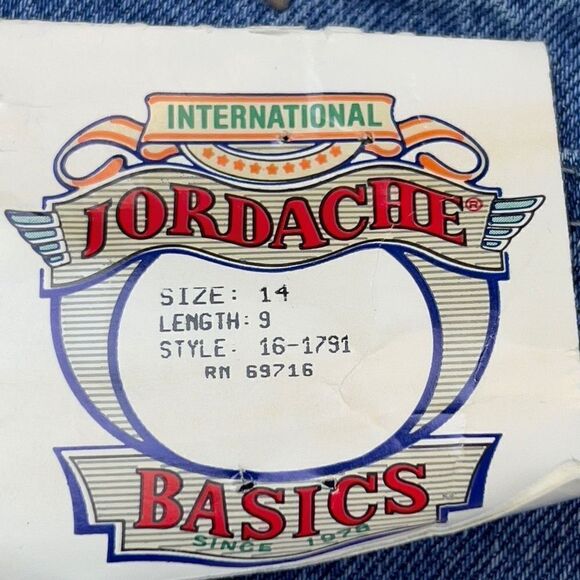 INTERNATIONAL
JORDACHE®
SIZE: 14
LENGTH: 9
STYLE- 16-1791
RN 69716
BASICS
SINCE 1978